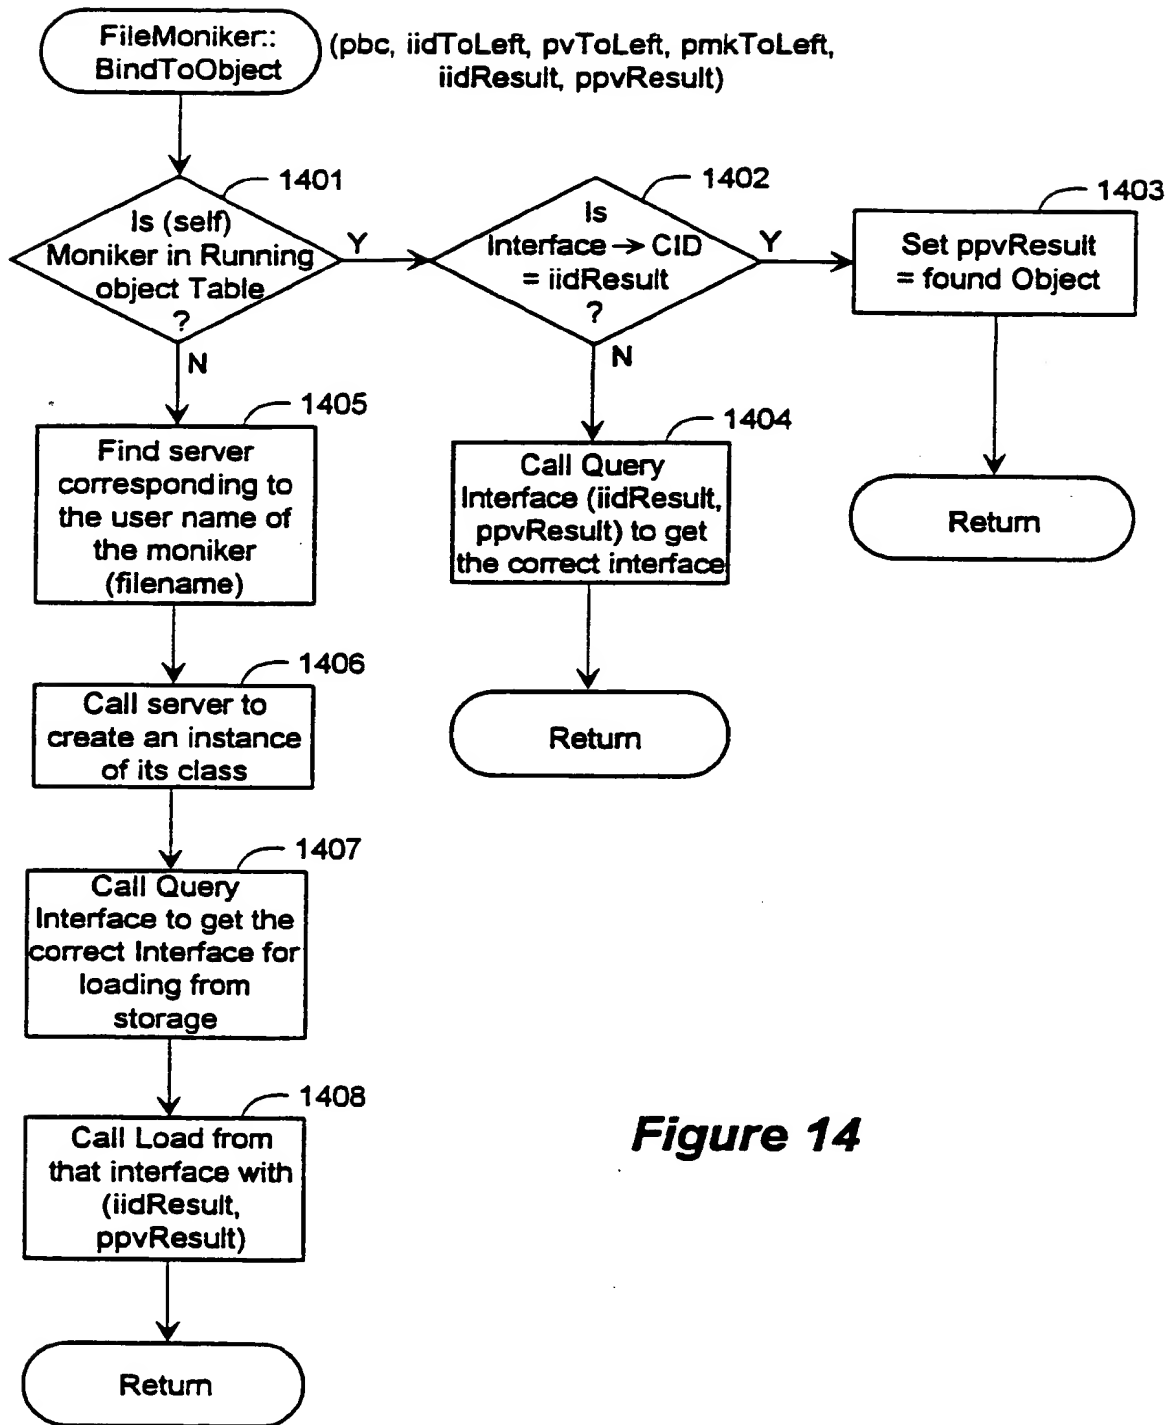 FileMoniker::
BindToObject
(pbc, iidToLeft, pvToLeft, pmkToLeft,
iidResult, ppvResult)
1401
Is (self)
Moniker in Running
object Table
?
Y
N
1402
Is
Interface → CID
= iidResult
?
Y
N
1403
Set ppvResult
= found Object
Return
1404
Call Query
Interface (iidResult,
ppvResult) to get
the correct interface
Return
1405
Find server
corresponding to
the user name of
the moniker
(filename)
1406
Call server to
create an instance
of its class
1407
Call Query
Interface to get the
correct Interface for
loading from
storage
1408
Call Load from
that interface with
(iidResult,
ppvResult)
Return
Figure 14